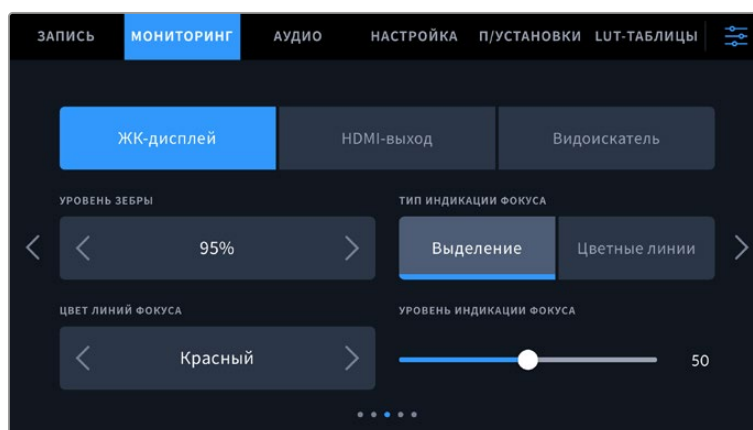 ЗАПИСЬ МОНИТОРИНГ АУДИО НАСТРОЙКА П/УСТАНОВКИ LUT-ТАБЛИЦЫ
ЖК-дисплей HDMI-выход Видоискатель
УРОВЕНЬ ЗЕБРЫ ТИП ИНДИКАЦИИ ФОКУСА
95% Выделение Цветные линии
ЦВЕТ ЛИНИЙ ФОКУСА УРОВЕНЬ ИНДИКАЦИИ ФОКУСА
Красный 50